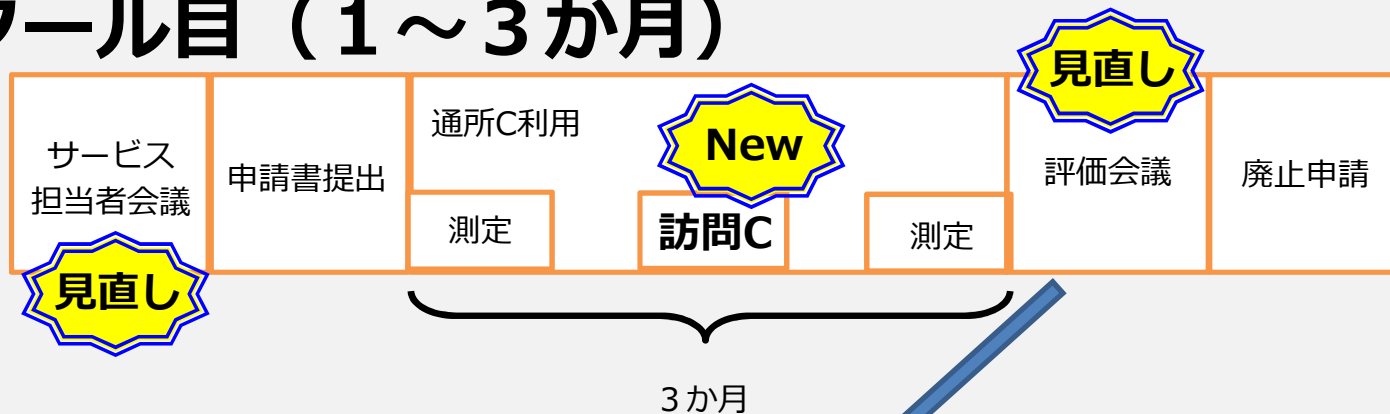 ール目（１～３か月）
サービス
担当者会議
見直し
申請書提出
通所C利用
New
測定
訪問C
測定
見直し
評価会議
廃止申請
３か月